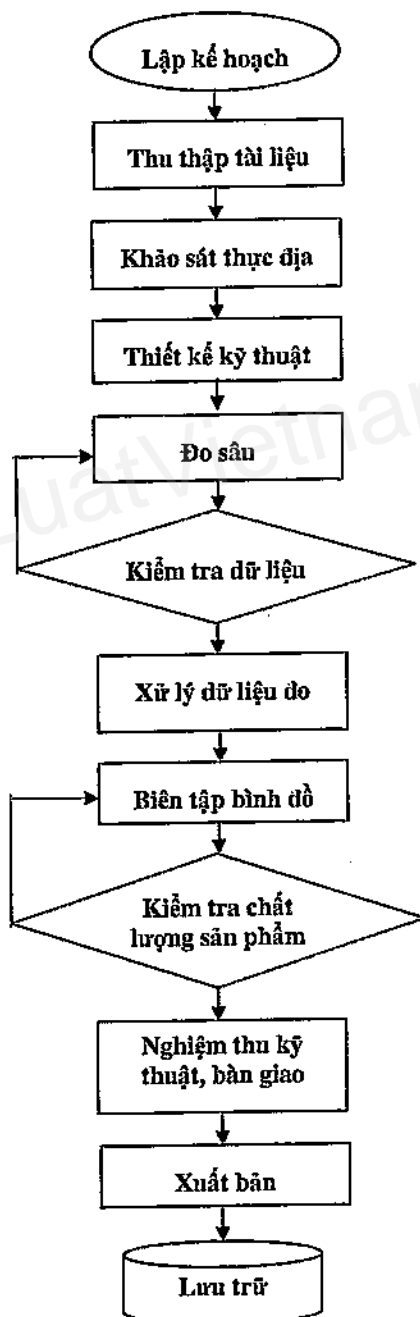 Lập kế hoạch
Thu thập tài liệu
Khảo sát thực địa
Thiết kế kỹ thuật
Đo sâu
Kiểm tra dữ liệu
Xử lý dữ liệu đo
Biên tập bình đồ
Kiểm tra chất
lượng sản phẩm
Nghiệm thu kỹ
thuật, bàn giao
Xuất bản
Lưu trữ
LuatVietnam